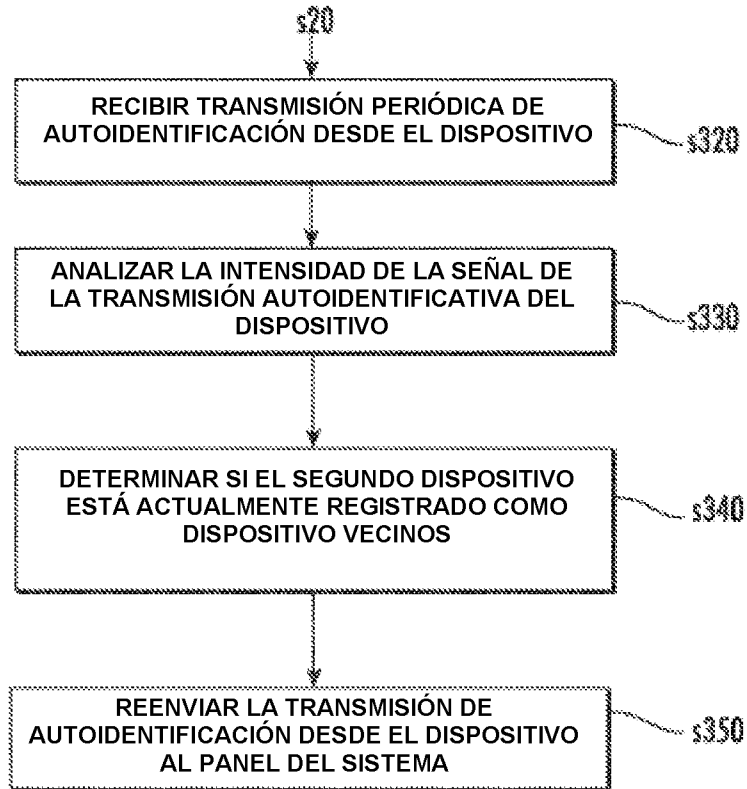 s20
RECIBIR TRANSMISIÓN PERIÓDICA DE
AUTOIDENTIFICACIÓN DESDE EL DISPOSITIVO
s320
ANALIZAR LA INTENSIDAD DE LA SEÑAL DE
LA TRANSMISIÓN AUTOIDENTIFICATIVA DEL
DISPOSITIVO
s330
DETERMINAR SI EL SEGUNDO DISPOSITIVO
ESTÁ ACTUALMENTE REGISTRADO COMO
DISPOSITIVO VECINOS
s340
REENVIAR LA TRANSMISIÓN DE
AUTOIDENTIFICACIÓN DESDE EL DISPOSITIVO
AL PANEL DEL SISTEMA
s350